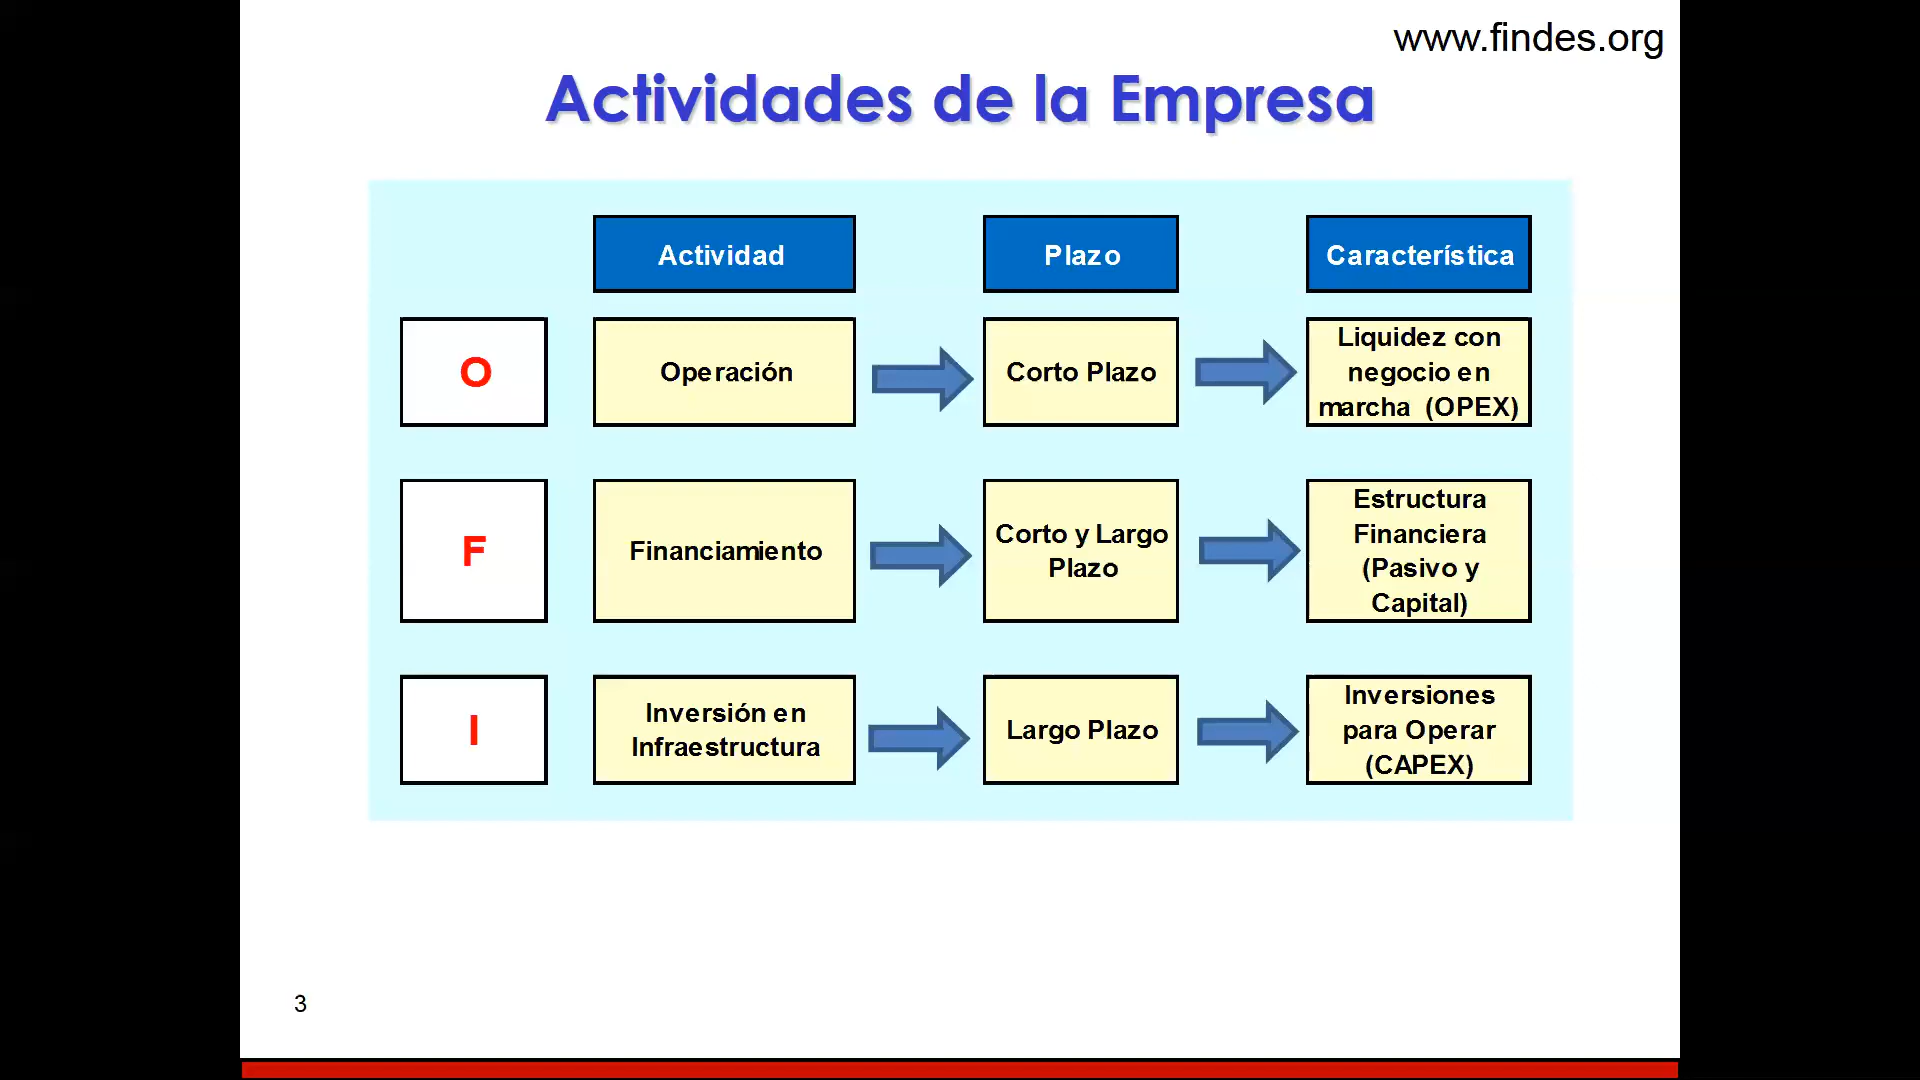 www.findes.org
Actividades de la Empresa
Actividad
Plazo
Característica
O
Operación
Corto Plazo
Liquidez con
negocio en
marcha (OPEX)
F
Financiamiento
Corto y Largo
Plazo
Estructura
Financiera
(Pasivo y
Capital)
I
Inversión en
Infraestructura
Largo Plazo
Inversiones
para Operar
(CAPEX)
3